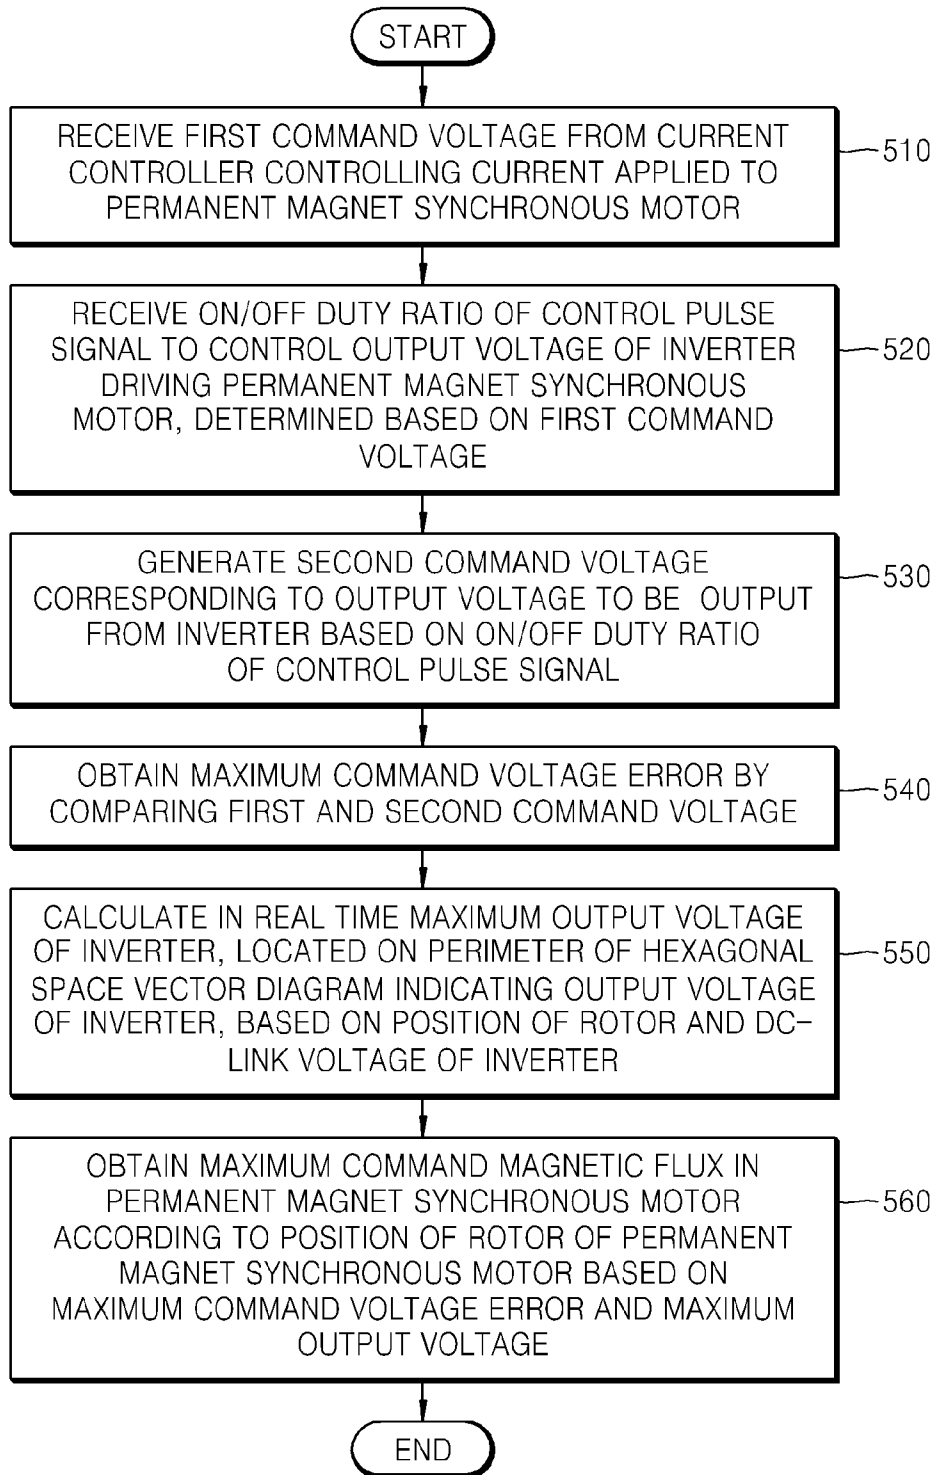 START
RECEIVE FIRST COMMAND VOLTAGE FROM CURRENT
CONTROLLER CONTROLLING CURRENT APPLIED TO
PERMANENT MAGNET SYNCHRONOUS MOTOR
510
RECEIVE ON/OFF DUTY RATIO OF CONTROL PULSE
SIGNAL TO CONTROL OUTPUT VOLTAGE OF INVERTER
DRIVING PERMANENT MAGNET SYNCHRONOUS
MOTOR, DETERMINED BASED ON FIRST COMMAND
VOLTAGE
520
GENERATE SECOND COMMAND VOLTAGE
CORRESPONDING TO OUTPUT VOLTAGE TO BE OUTPUT
FROM INVERTER BASED ON ON/OFF DUTY RATIO
OF CONTROL PULSE SIGNAL
530
OBTAIN MAXIMUM COMMAND VOLTAGE ERROR BY
COMPARING FIRST AND SECOND COMMAND VOLTAGE
540
CALCULATE IN REAL TIME MAXIMUM OUTPUT VOLTAGE
OF INVERTER, LOCATED ON PERIMETER OF HEXAGONAL
SPACE VECTOR DIAGRAM INDICATING OUTPUT VOLTAGE
OF INVERTER, BASED ON POSITION OF ROTOR AND DC-
LINK VOLTAGE OF INVERTER
550
OBTAIN MAXIMUM COMMAND MAGNETIC FLUX IN
PERMANENT MAGNET SYNCHRONOUS MOTOR
ACCORDING TO POSITION OF ROTOR OF PERMANENT
MAGNET SYNCHRONOUS MOTOR BASED ON
MAXIMUM COMMAND VOLTAGE ERROR AND MAXIMUM
OUTPUT VOLTAGE
560
END